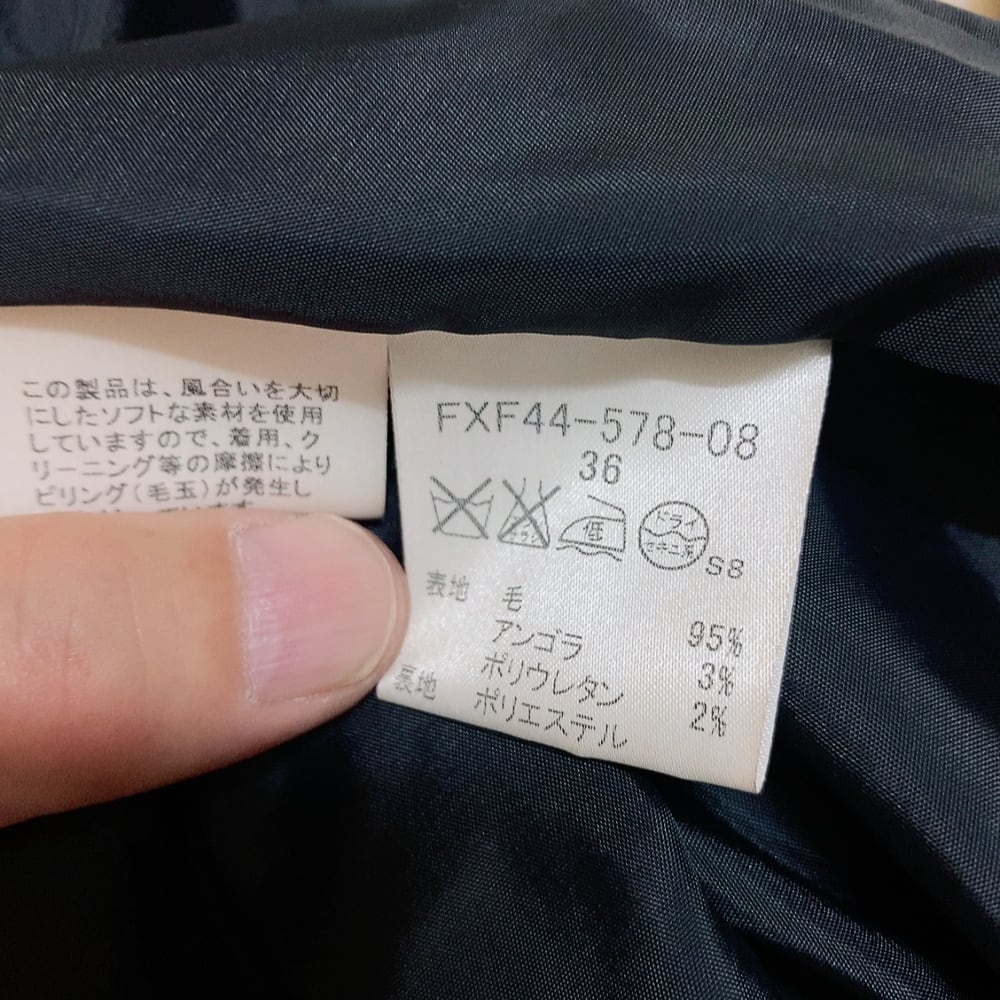 この製品は、風合いを大切
にしたソフトな素材を使用
していますので、着用、ク
リーニング等の摩擦により
ピリング(毛玉)が発生し
FXF44-578-08
36
低
ドライ
S8
表地 毛 95%
アンゴラ 3%
ポリウレタン 2%
裏地 ポリエステル